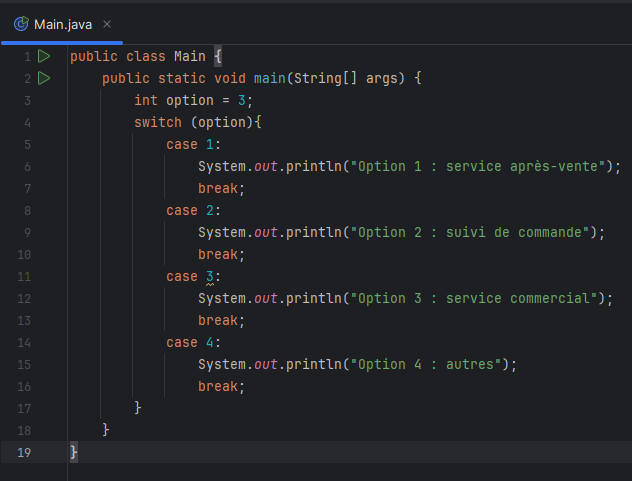 Main.java ×
1 public class Main {
2 public static void main(String[] args) {
3 int option = 3;
4 switch (option){
5 case 1:
6 System.out.println("Option 1 : service après-vente");
7 break;
8 case 2:
9 System.out.println("Option 2 : suivi de commande");
10 break;
11 case 3:
12 System.out.println("Option 3 : service commercial");
13 break;
14 case 4:
15 System.out.println("Option 4 : autres");
16 break;
17 }
18 }
19 }